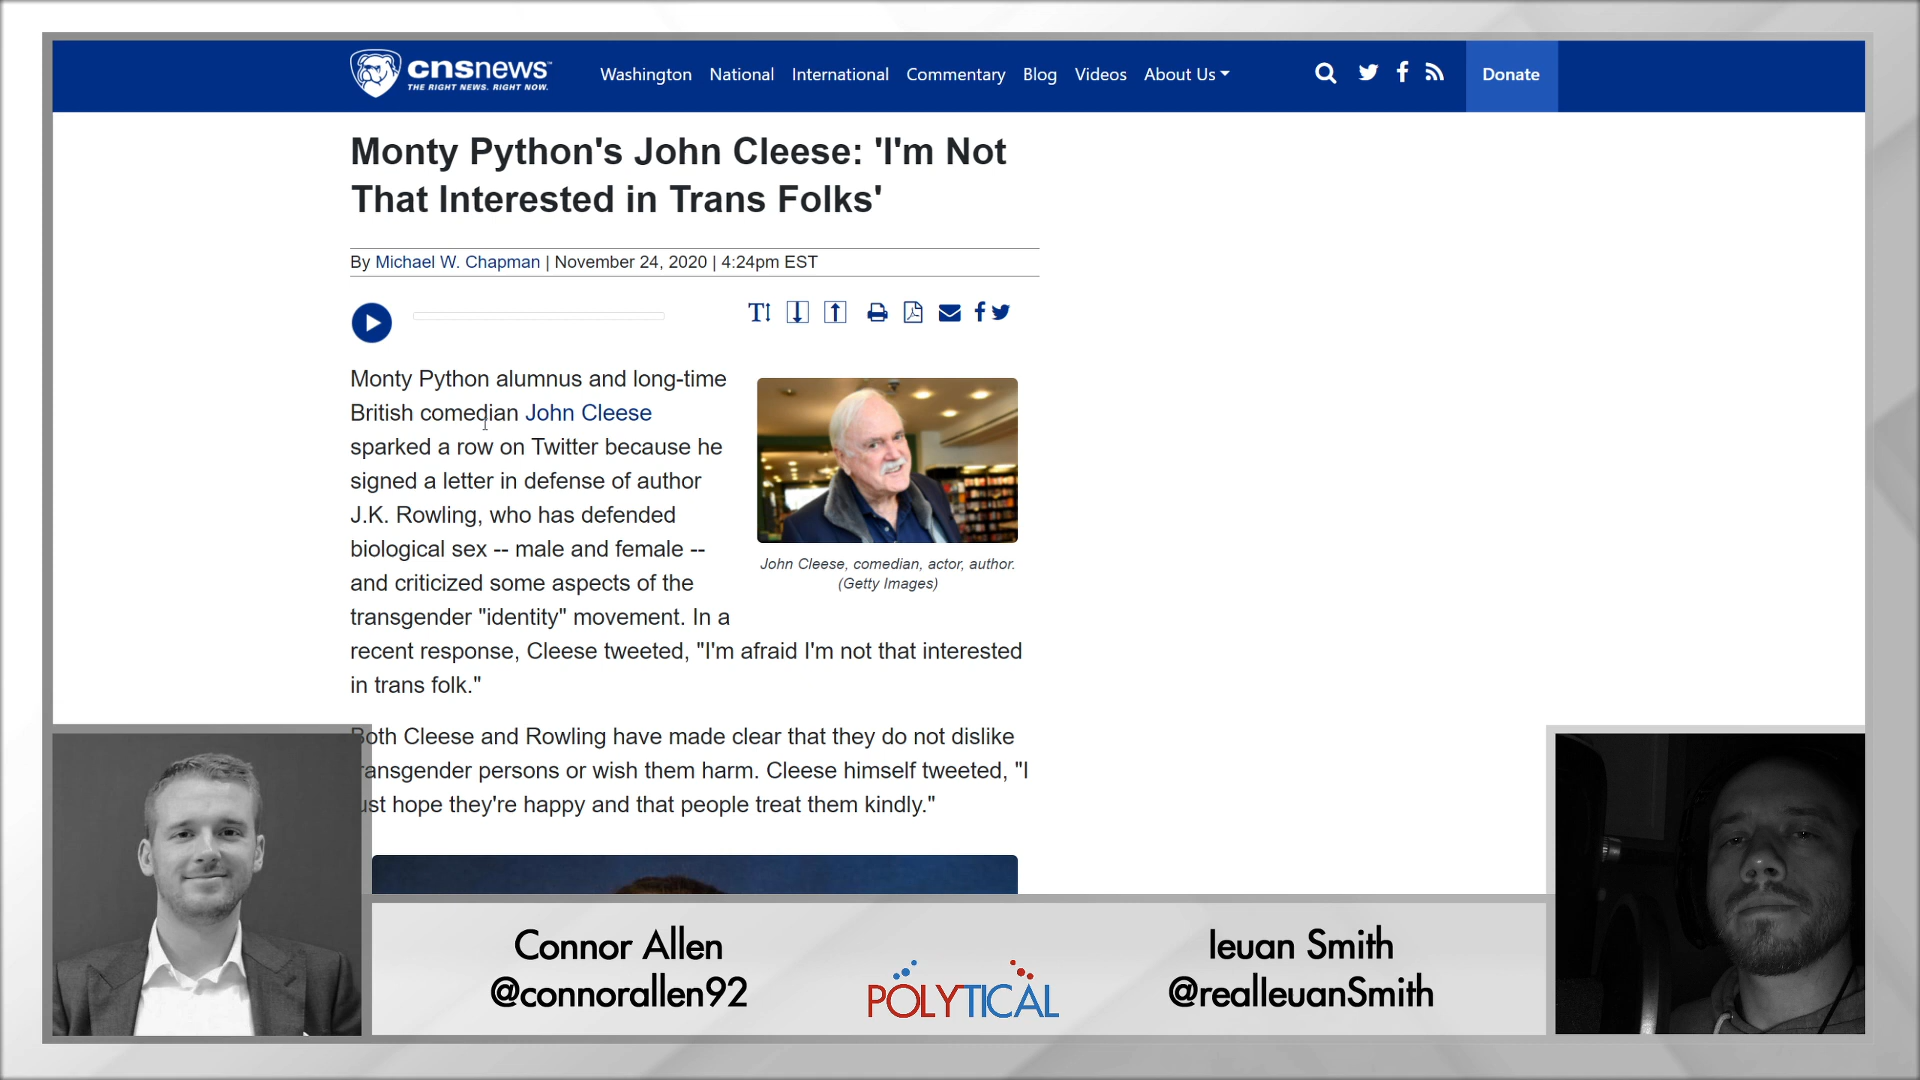 cnsnews™
THE RIGHT NEWS. RIGHT NOW.
Washington National International Commentary Blog Videos About Us Donate
Monty Python's John Cleese: 'I'm Not
That Interested in Trans Folks'
By Michael W. Chapman | November 24, 2020 | 4:24pm EST
Monty Python alumnus and long-time
British comedian John Cleese
sparked a row on Twitter because he
signed a letter in defense of author
J.K. Rowling, who has defended
biological sex -- male and female --
and criticized some aspects of the
transgender "identity" movement. In a
recent response, Cleese tweeted, "I'm afraid I'm not that interested
in trans folk."
John Cleese, comedian, actor, author.
(Getty Images)
Both Cleese and Rowling have made clear that they do not dislike
ransgender persons or wish them harm. Cleese himself tweeted, "I
ust hope they're happy and that people treat them kindly."
Connor Allen
@connorallen92
POLYTICAL
Ieuan Smith
@realIeuanSmith